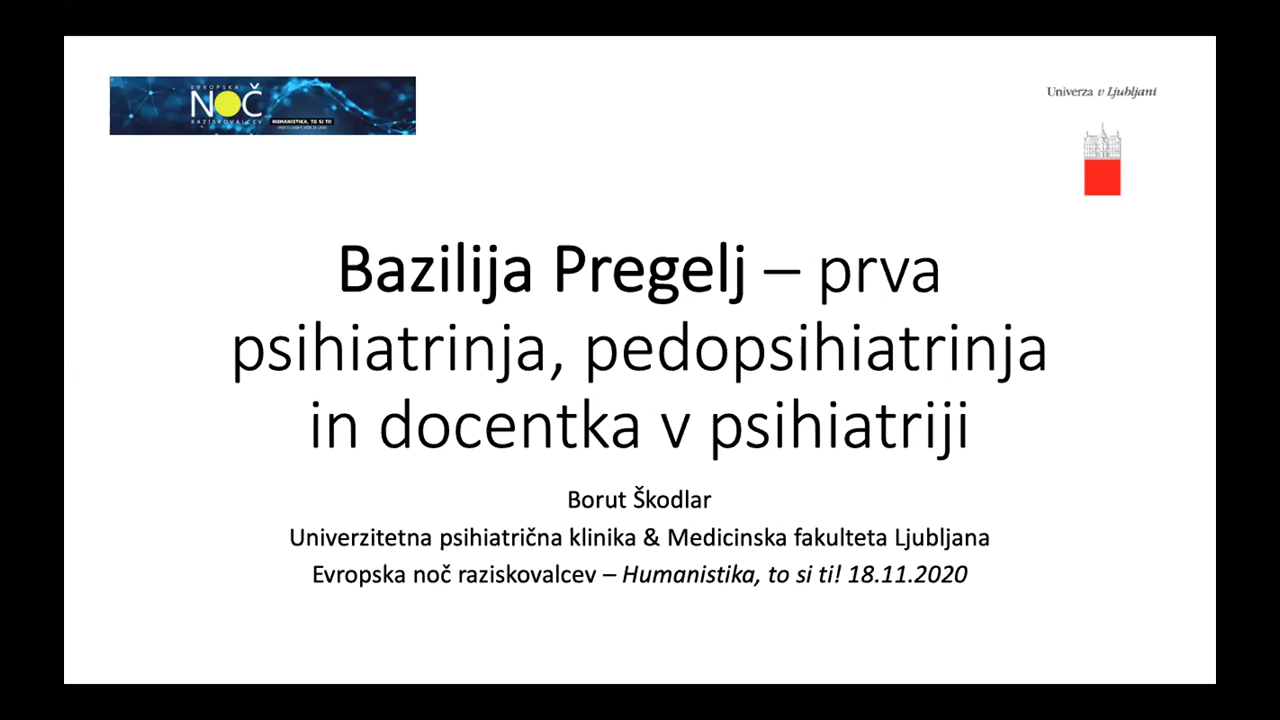 EVROPSKA
NOČ
RAZISKOVALCEV
HUMANISTIKA, TO SI TI!
Univerza v Ljubljani
Bazilija Pregelj – prva
psihiatrinja, pedopsihiatrinja
in docentka v psihiatriji
Borut Škodlar
Univerzitetna psihiatrična klinika & Medicinska fakulteta Ljubljana
Evropska noč raziskovalcev – Humanistika, to si ti! 18.11.2020